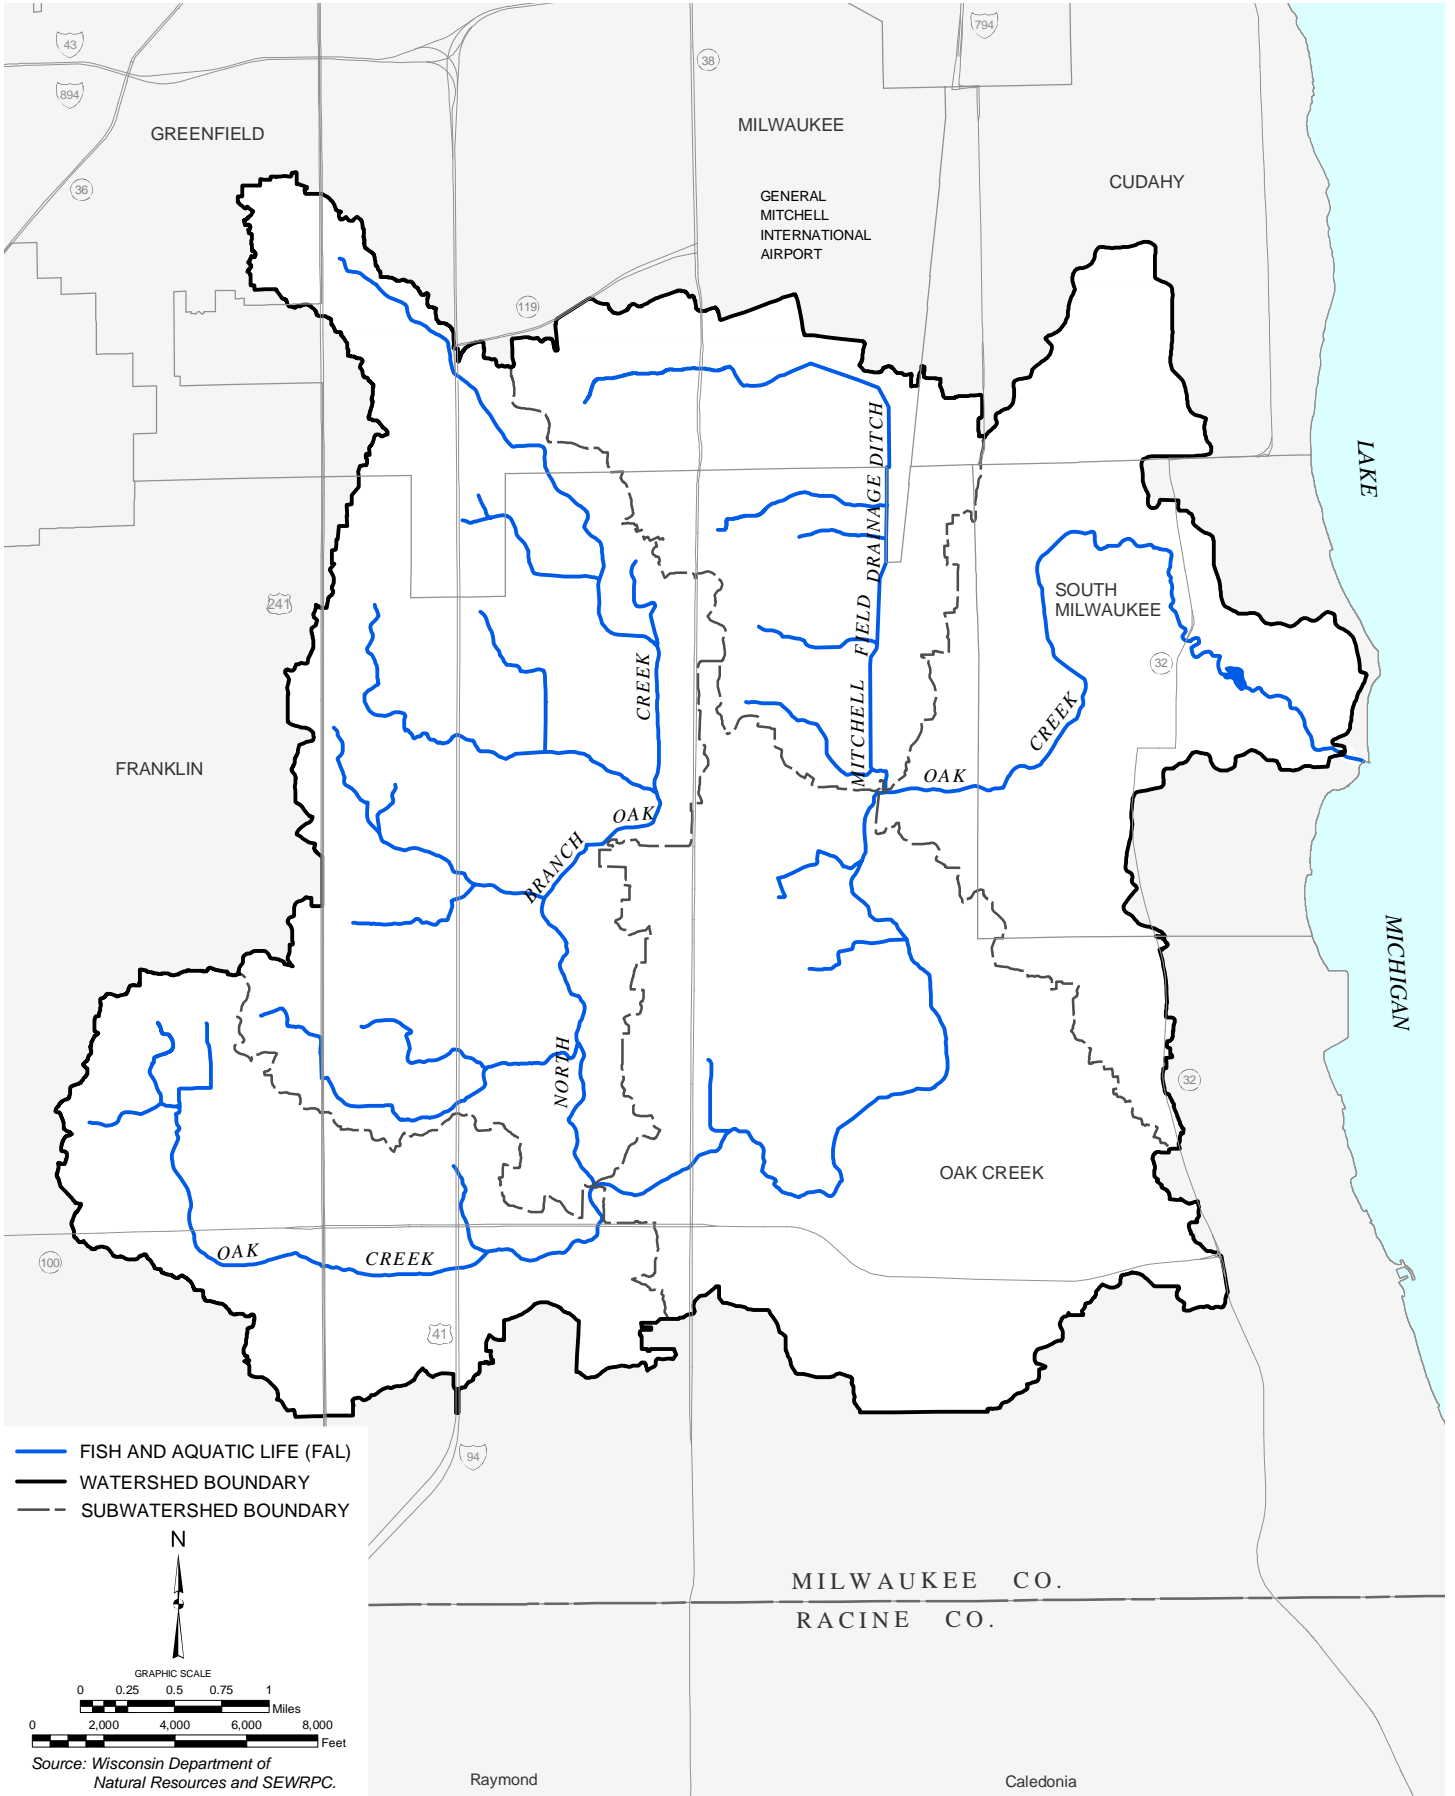 43
894
GREENFIELD
36
38
794
MILWAUKEE
CUDAHY
GENERAL
MITCHELL
INTERNATIONAL
AIRPORT
119
LAKE
MICHIGAN
241
SOUTH
MILWAUKEE
32
MITCHELL FIELD DRAINAGE DITCH
CREEK
CREEK
OAK
FRANKLIN
OAK
BRANCH
NORTH
32
OAK CREEK
OAK CREEK
100
41
94
FISH AND AQUATIC LIFE (FAL)
WATERSHED BOUNDARY
SUBWATERSHED BOUNDARY
N
MILWAUKEE CO.
RACINE CO.
GRAPHIC SCALE
0 0.25 0.5 0.75 1
Miles
0 2,000 4,000 6,000 8,000
Feet
Source: Wisconsin Department of
Natural Resources and SEWRPC.
Raymond
Caledonia